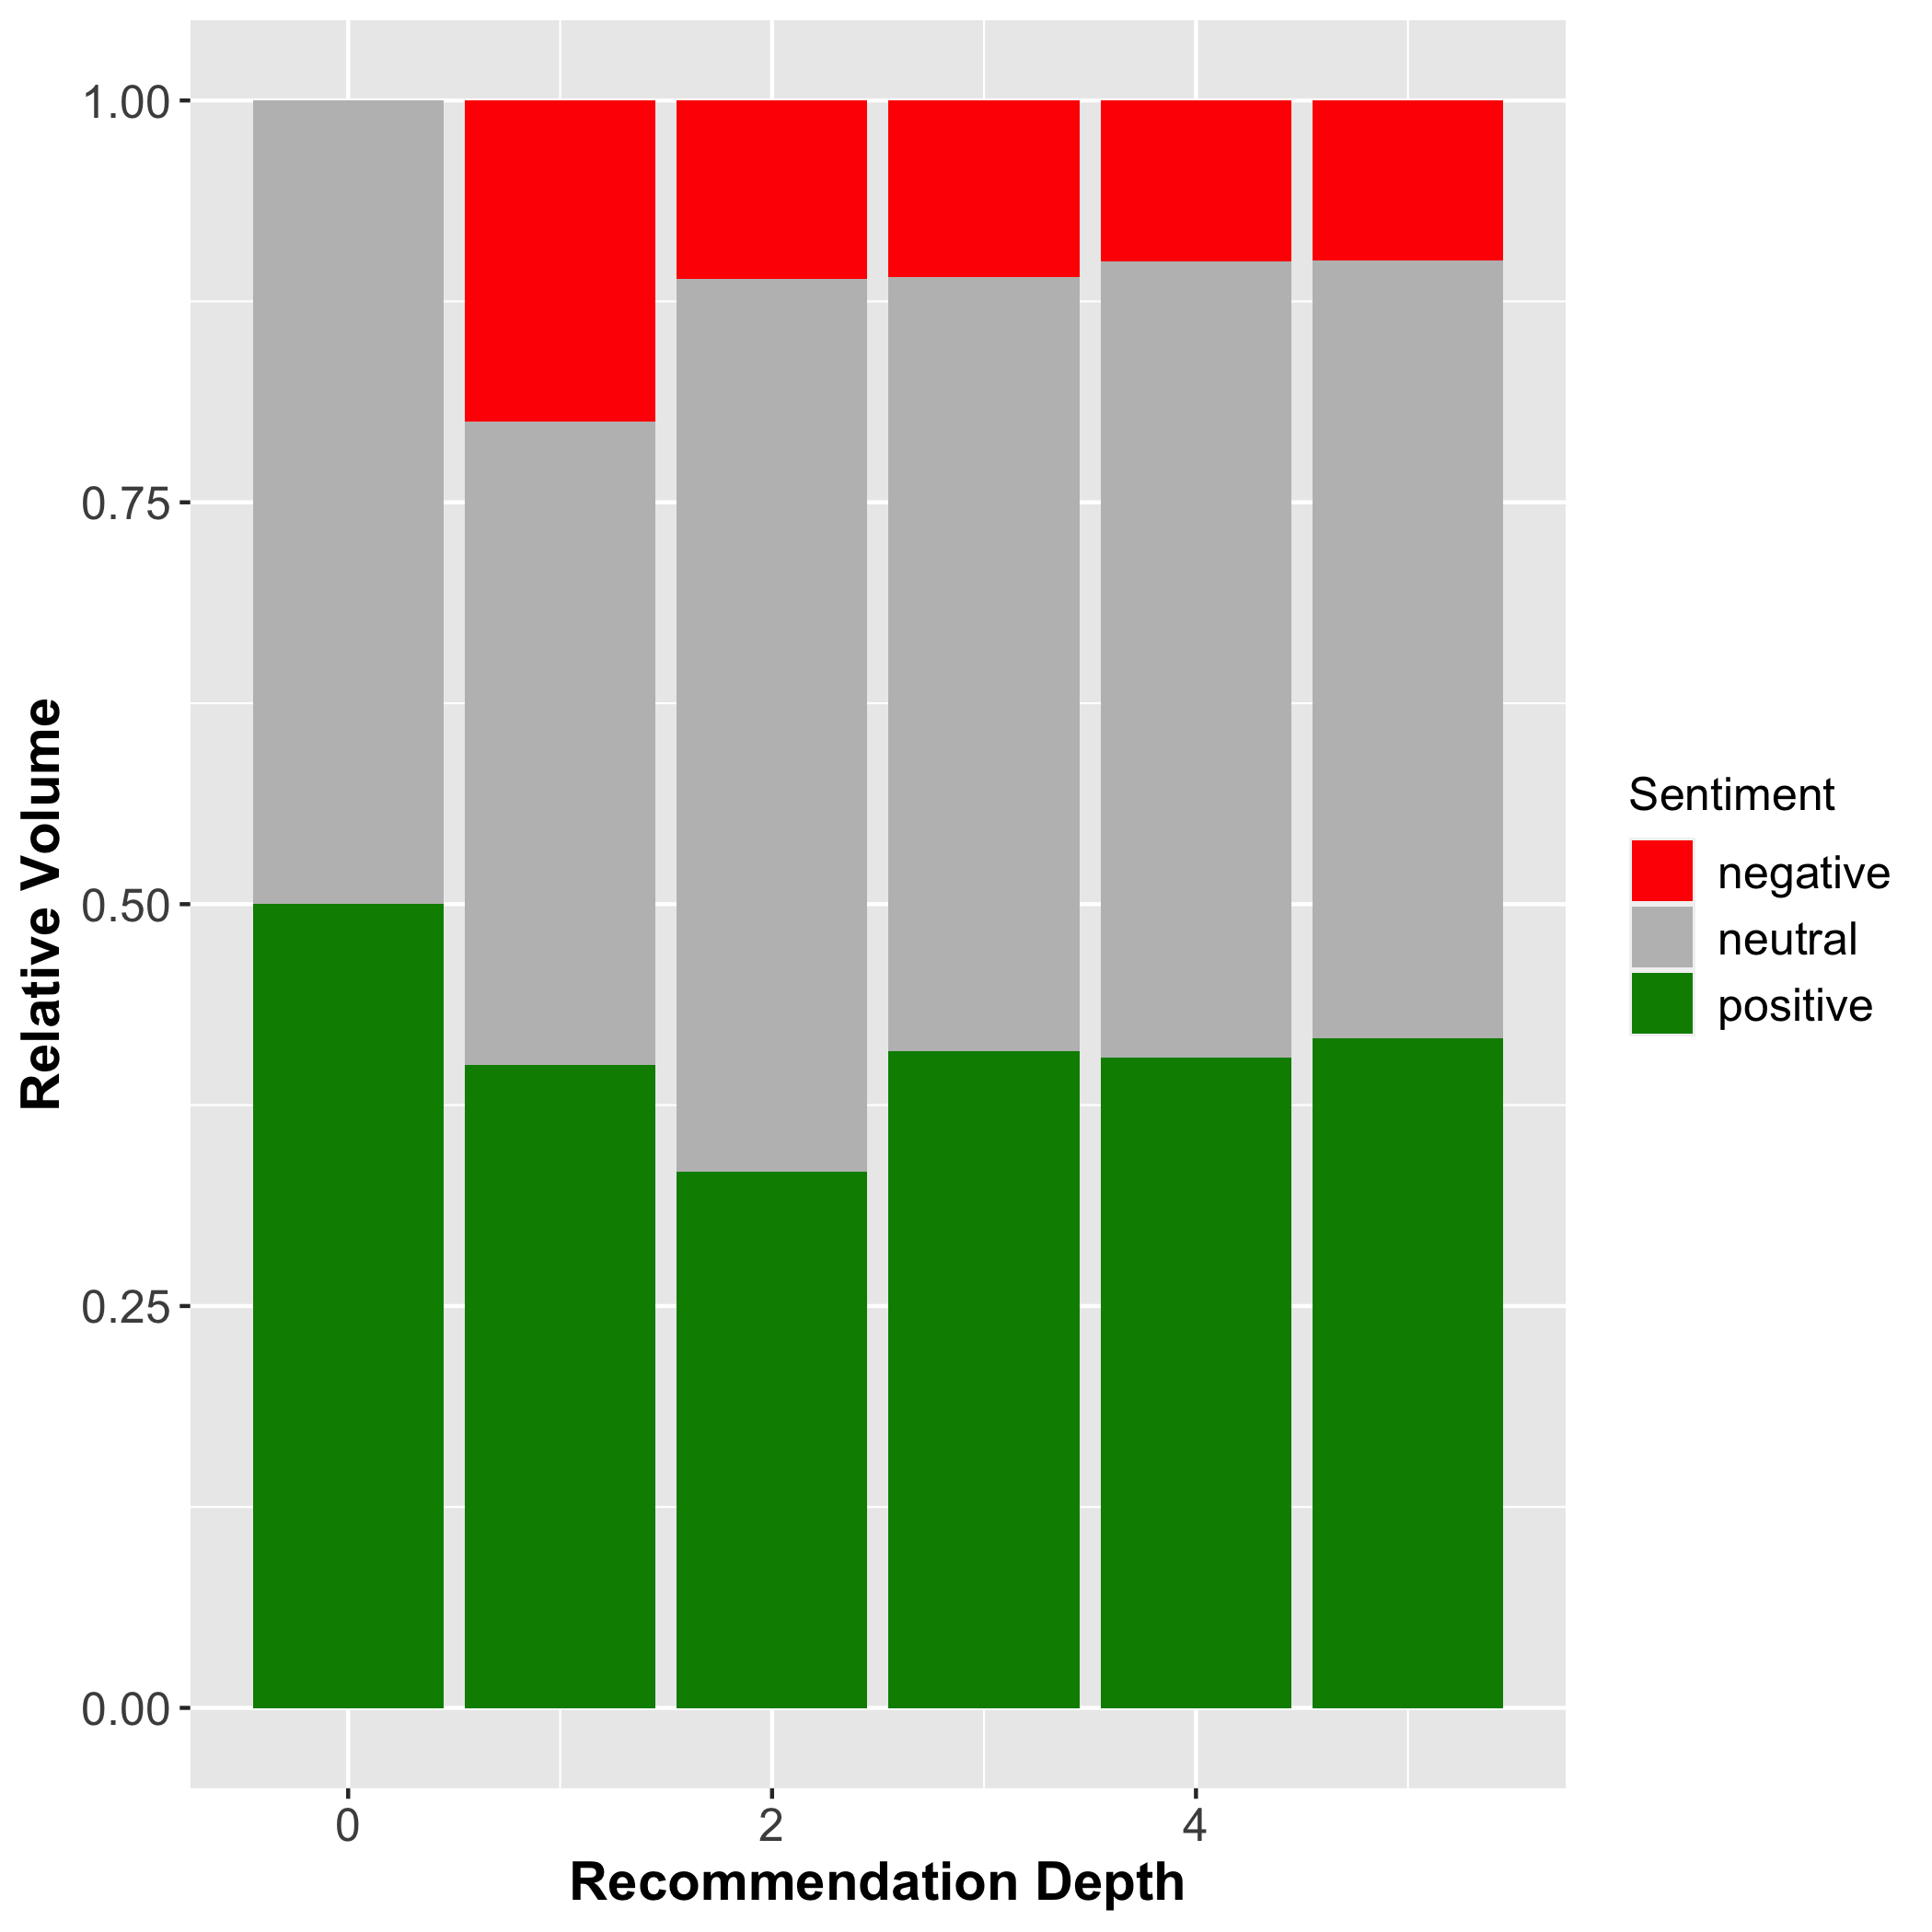 1.00
0.75
0.50
0.25
0.00
Relative Volume
0 2 4
Recommendation Depth
Sentiment
negative
neutral
positive